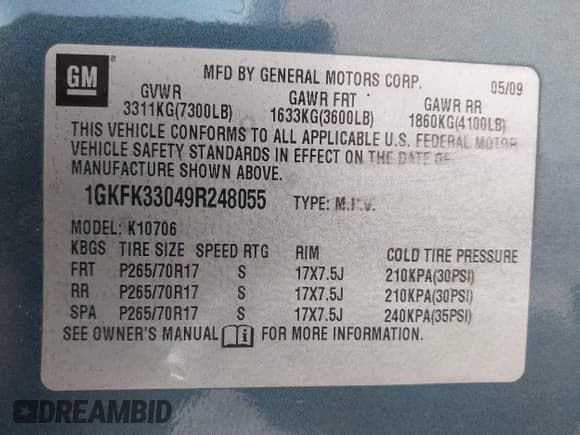 GM ®
MFD BY GENERAL MOTORS CORP. 05/09
GVWR GAWR FRT GAWR RR
3311KG(7300LB) 1633KG(3600LB) 1860KG(4100LB)
THIS VEHICLE CONFORMS TO ALL APPLICABLE U.S. FEDERAL MOTOR
VEHICLE SAFETY STANDARDS IN EFFECT ON THE DATE OF
MANUFACTURE SHOWN ABOVE.
1GKFK33049R248055 TYPE:
MODEL: K10706
KBGS TIRE SIZE SPEED RTG RIM COLD TIRE PRESSURE
FRT P265/70R17 S 17X7.5J 210KPA(30PSI)
RR P265/70R17 S 17X7.5J 210KPA(30PSI)
SPA P265/70R17 S 17X7.5J 240KPA(35PSI)
SEE OWNER'S MANUAL FOR MORE INFORMATION.
DREAMBID